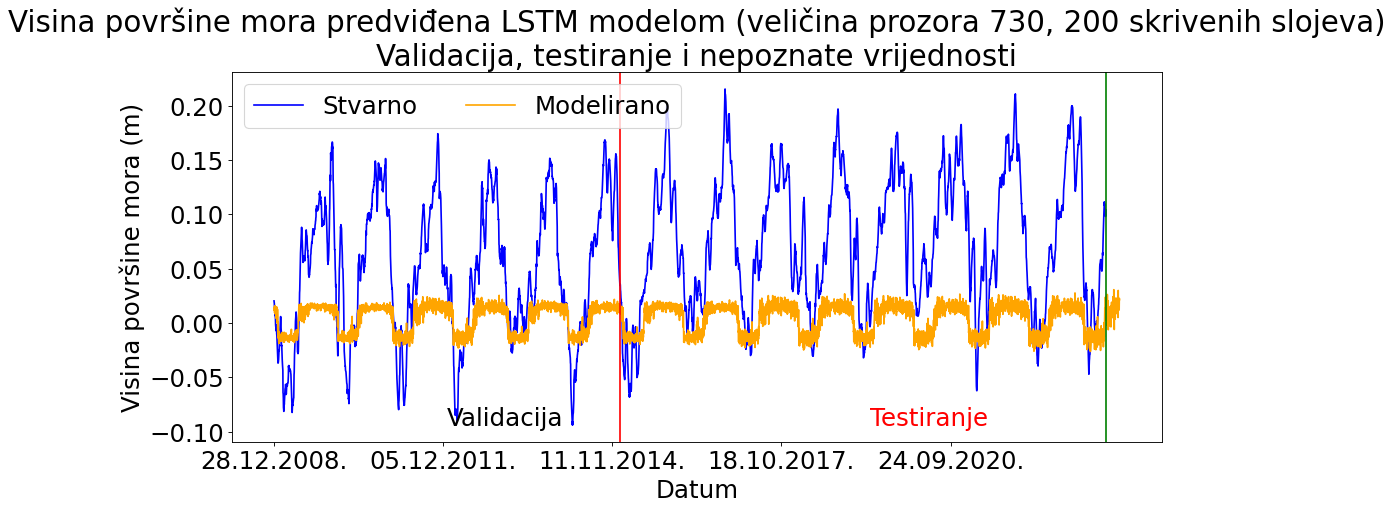 Visina površine mora predviđena LSTM modelom (veličina prozora 730, 200 skrivenih slojeva)
Validacija, testiranje i nepoznate vrijednosti
Stvarno
Modelirano
Visina površine mora (m)
0.20
0.15
0.10
0.05
0.00
−0.05
−0.10
Validacija
Testiranje
28.12.2008.
05.12.2011.
11.11.2014.
18.10.2017.
24.09.2020.
Datum